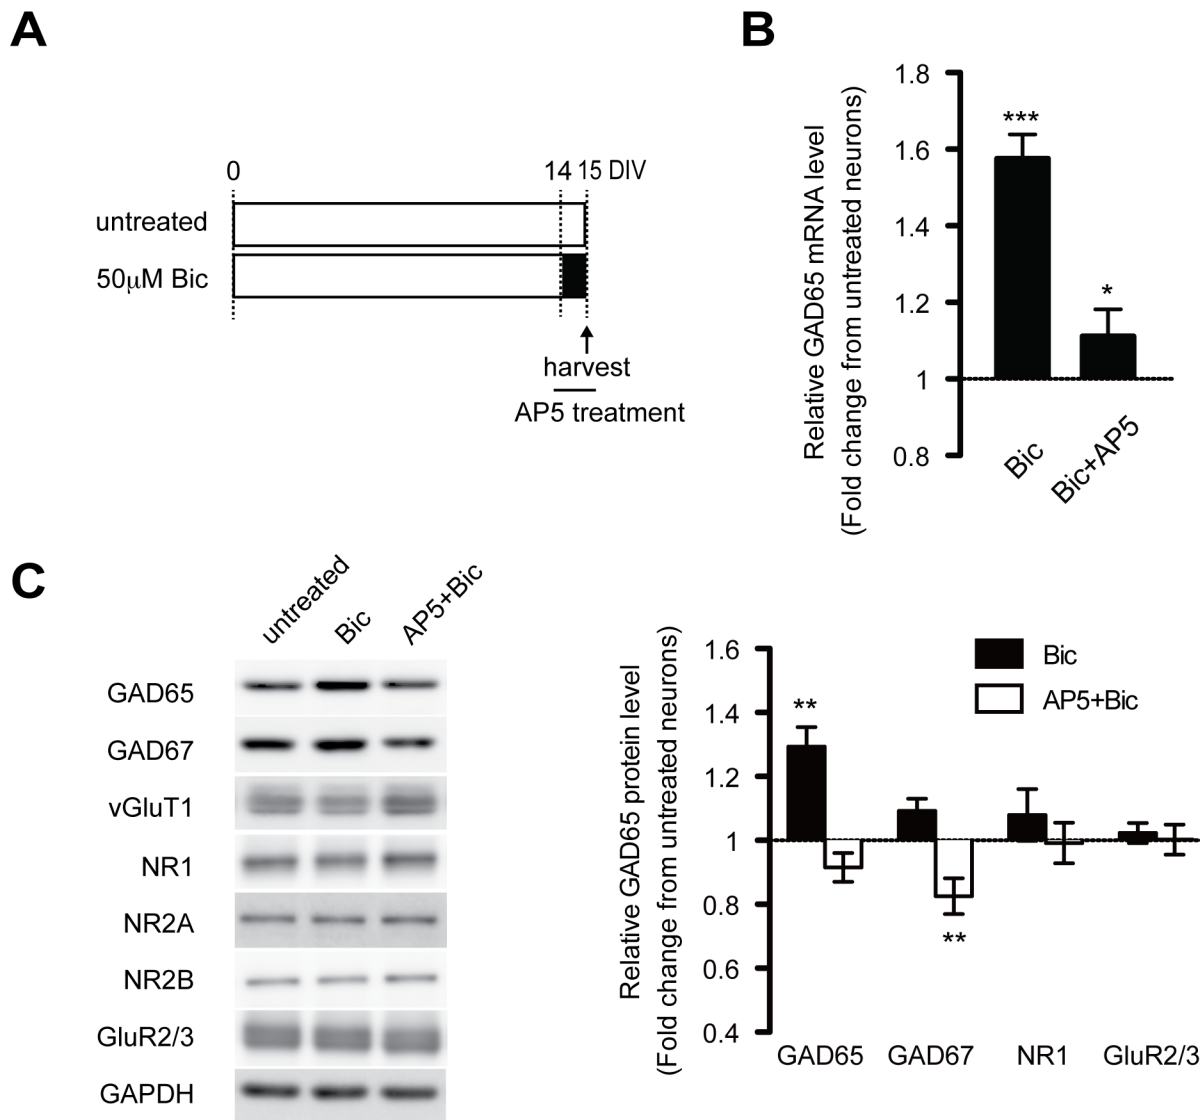 A
0
14 15 DIV
untreated
50μM Bic
harvest
AP5 treatment
B
Relative GAD65 mRNA level
(Fold change from untreated neurons)
1.8
1.6
1.4
1.2
1
0.8
***
*
Bic
Bic+AP5
C
untreated
Bic
AP5+Bic
GAD65
GAD67
vGluT1
NR1
NR2A
NR2B
GluR2/3
GAPDH
Relative GAD65 protein level
(Fold change from untreated neurons)
1.6
1.4
1.2
1
0.8
0.6
0.4
Bic
AP5+Bic
**
**
GAD65
GAD67
NR1
GluR2/3